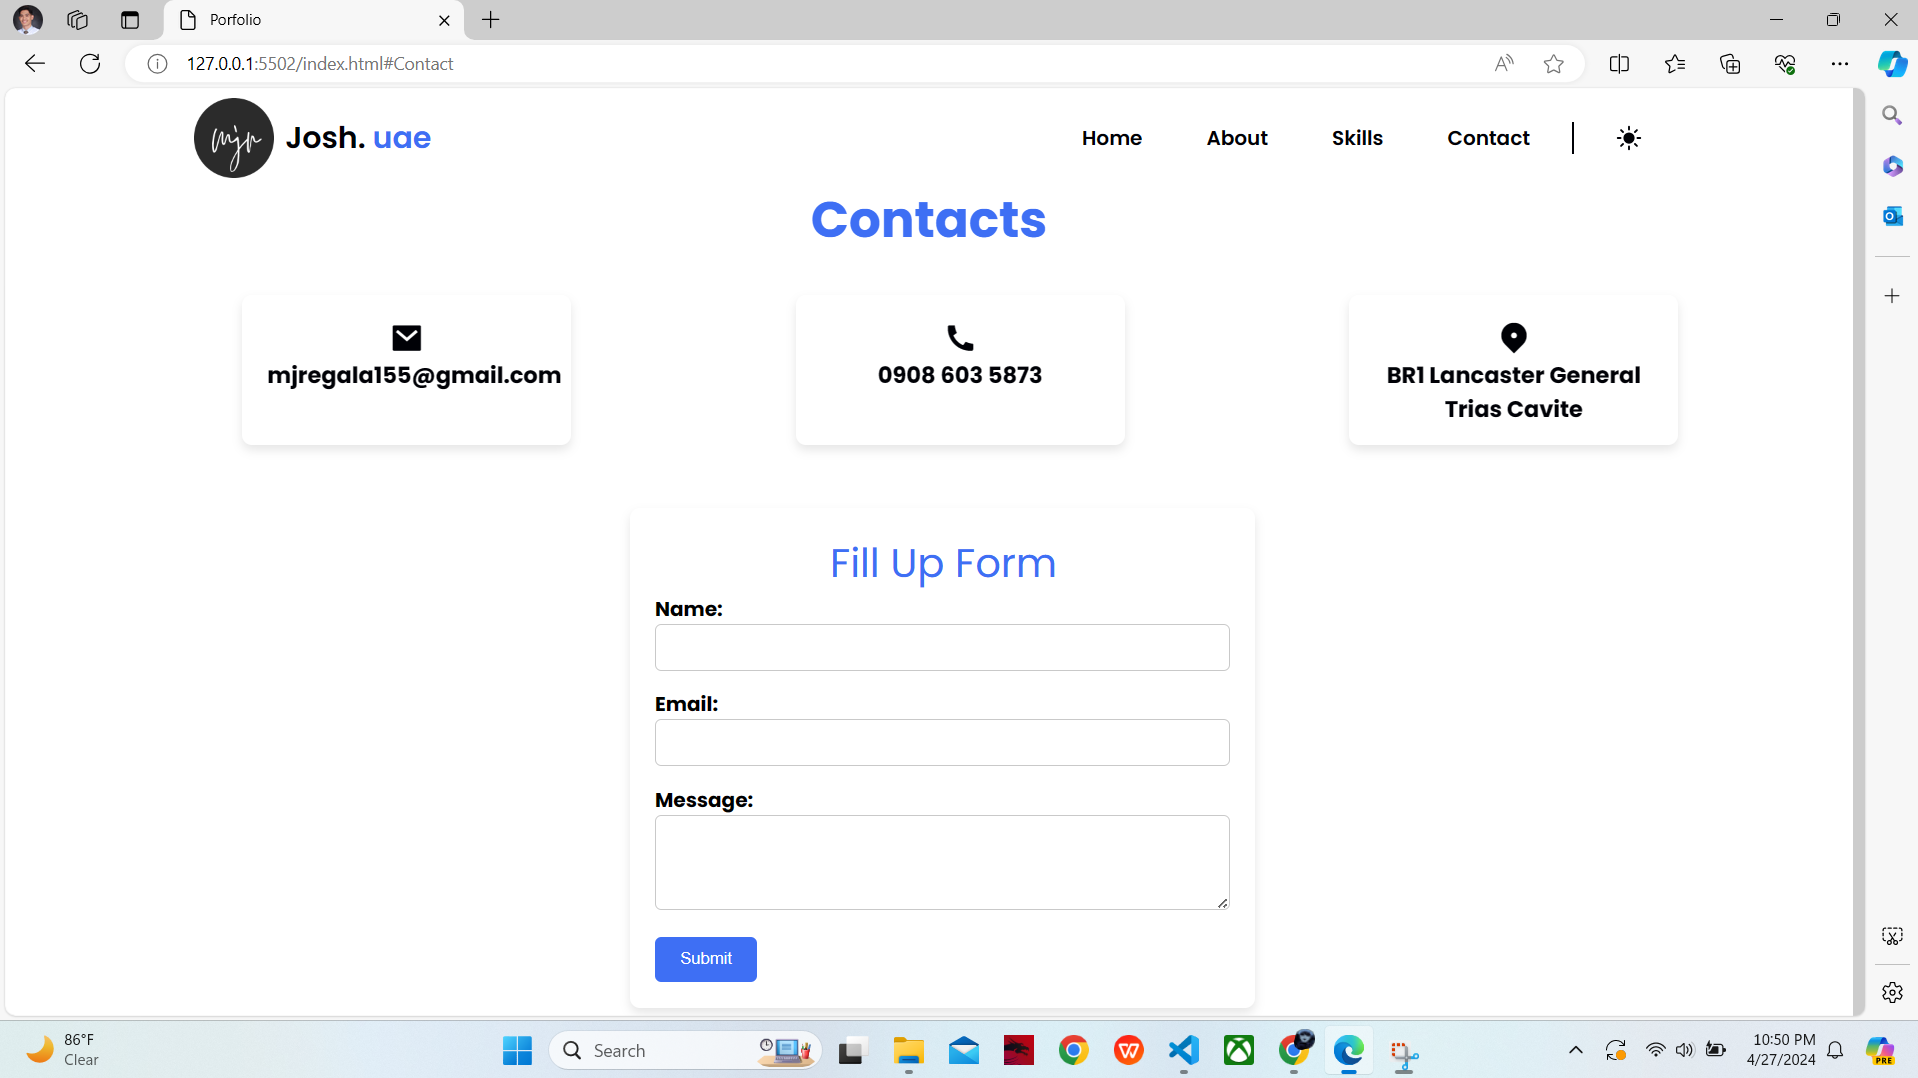 Porfolio
127.0.0.1:5502/index.html#Contact
mjr
Josh. uae
Home
About
Skills
Contact
Contacts
mjregala155@gmail.com
0908 603 5873
BR1 Lancaster General
Trias Cavite
Fill Up Form
Name:
Email:
Message:
Submit
86°F
Clear
Search
10:50 PM
4/27/2024
PRE